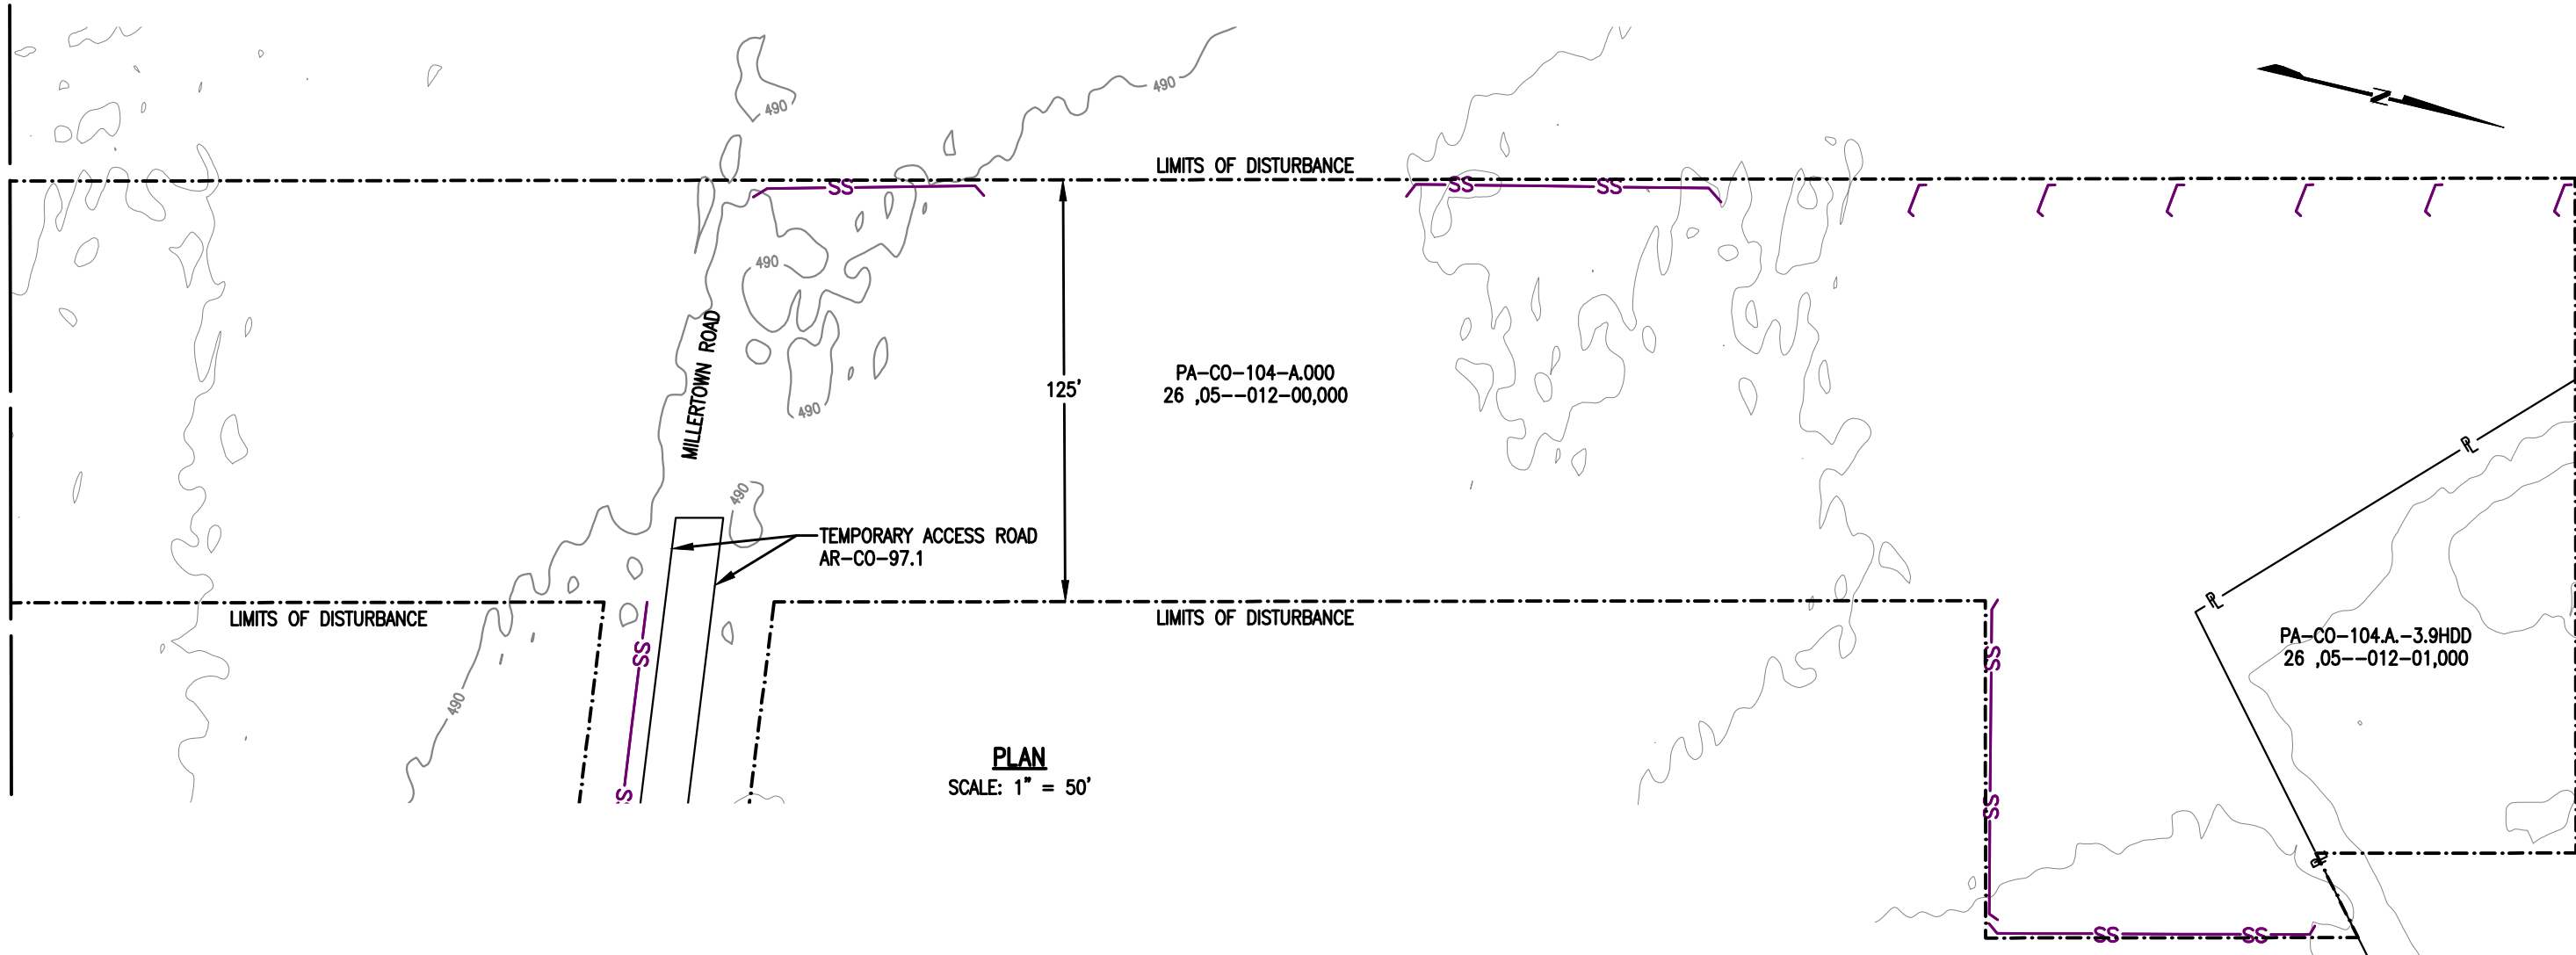 490
490
N
LIMITS OF DISTURBANCE
SS
SS
SS
490
MILLERTOWN ROAD
PA-CO-104-A.000
26 ,05--012-00,000
125'
490
PL
490
TEMPORARY ACCESS ROAD
AR-CO-97.1
PL
LIMITS OF DISTURBANCE
LIMITS OF DISTURBANCE
PA-CO-104.A.-3.9HDD
26 ,05--012-01,000
SS
SS
490
PLAN
SCALE: 1" = 50'
SS
SS
PL
SS
SS